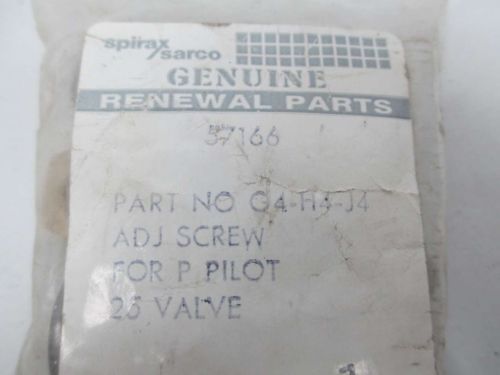 spirax
sarco
GENUINE
RENEWAL PARTS
57166
PART NO G4-H4-J4
ADJ SCREW
FOR P PILOT
25 VALVE